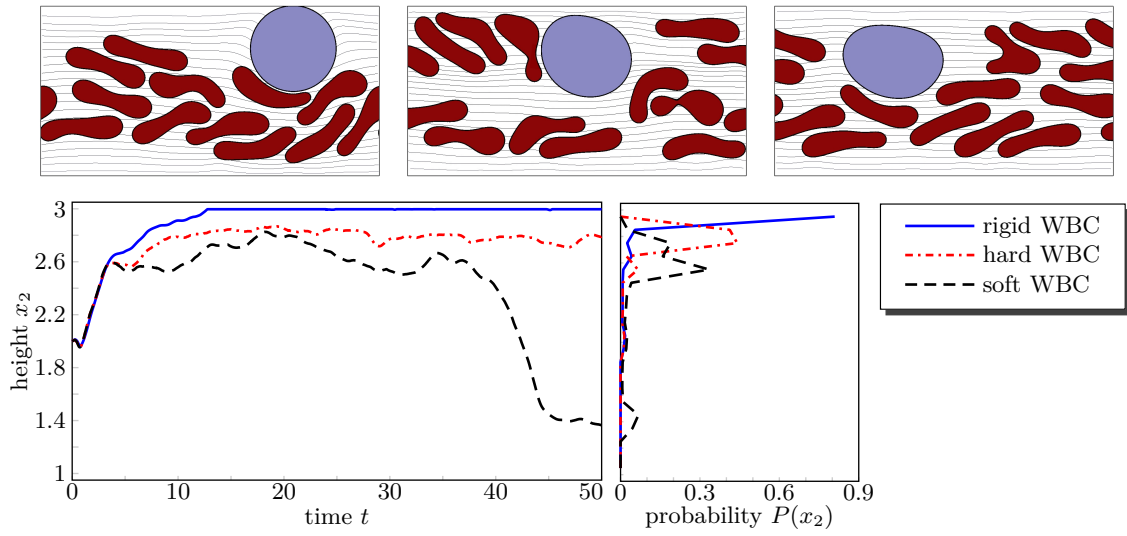 3
2.6
2.2
1.8
1.4
1
height x₂
0 10 20 30 40 50
time t
0 0.3 0.6 0.9
probability P(x₂)
rigid WBC
hard WBC
soft WBC